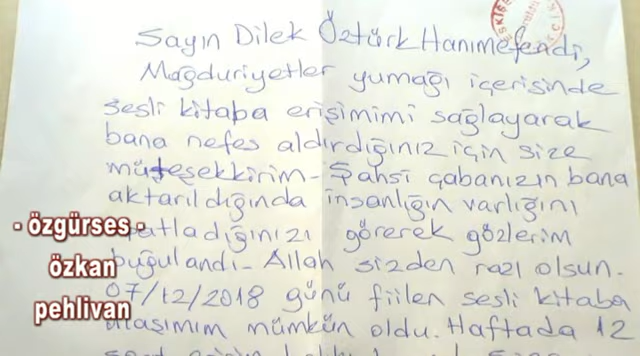 Sayın Dilek Öztürk Hanımefendi,
Mağduriyetler yumağı içerisinde
sesli kitaba erişimimi sağlayarak
bana nefes aldırdığınız için size
müteşekkirim- Şahsi çabanızın bana
aktarıldığında insanlığın varlığını
görerek gözlerim
buğulandı- Allah sizden razı olsun.
07/12/2018 günü fiilen sesli kitaba
ulaşımım mümkün oldu. Haftada 12
- özgürses -
özkan
pehlivan